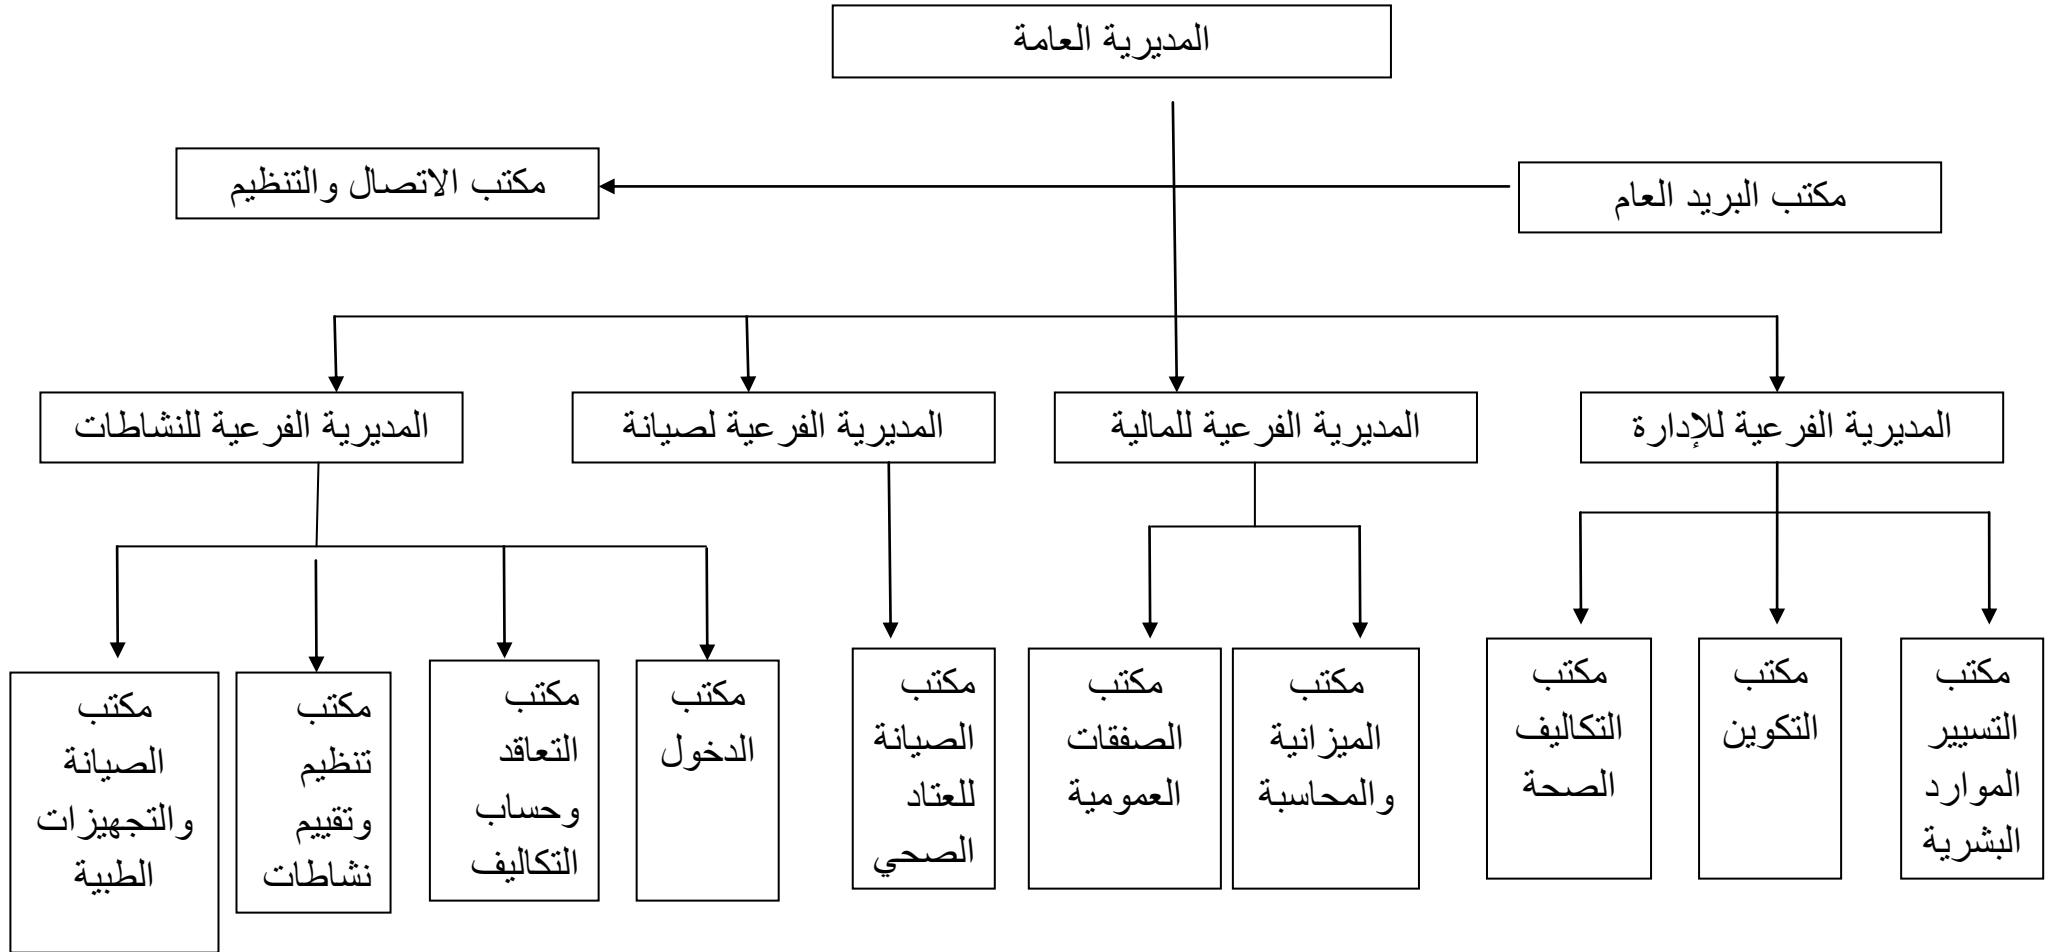 المديرية العامة
مكتب البريد العام
مكتب الاتصال والتنظيم
المديرية الفرعية للإدارة
المديرية الفرعية للمالية
المديرية الفرعية لصيانة
المديرية الفرعية للنشاطات
مكتب
التسيير
الموارد
البشرية
مكتب
التكوين
مكتب
التكاليف
الصحة
مكتب
الميزانية
والمحاسبة
مكتب
الصفقات
العمومية
مكتب
الصيانة
للعتاد
الصحي
مكتب
الدخول
مكتب
التعاقد
وحساب
التكاليف
مكتب
تنظيم
وتقييم
نشاطات
مكتب
الصيانة
والتجهيزات
الطبية